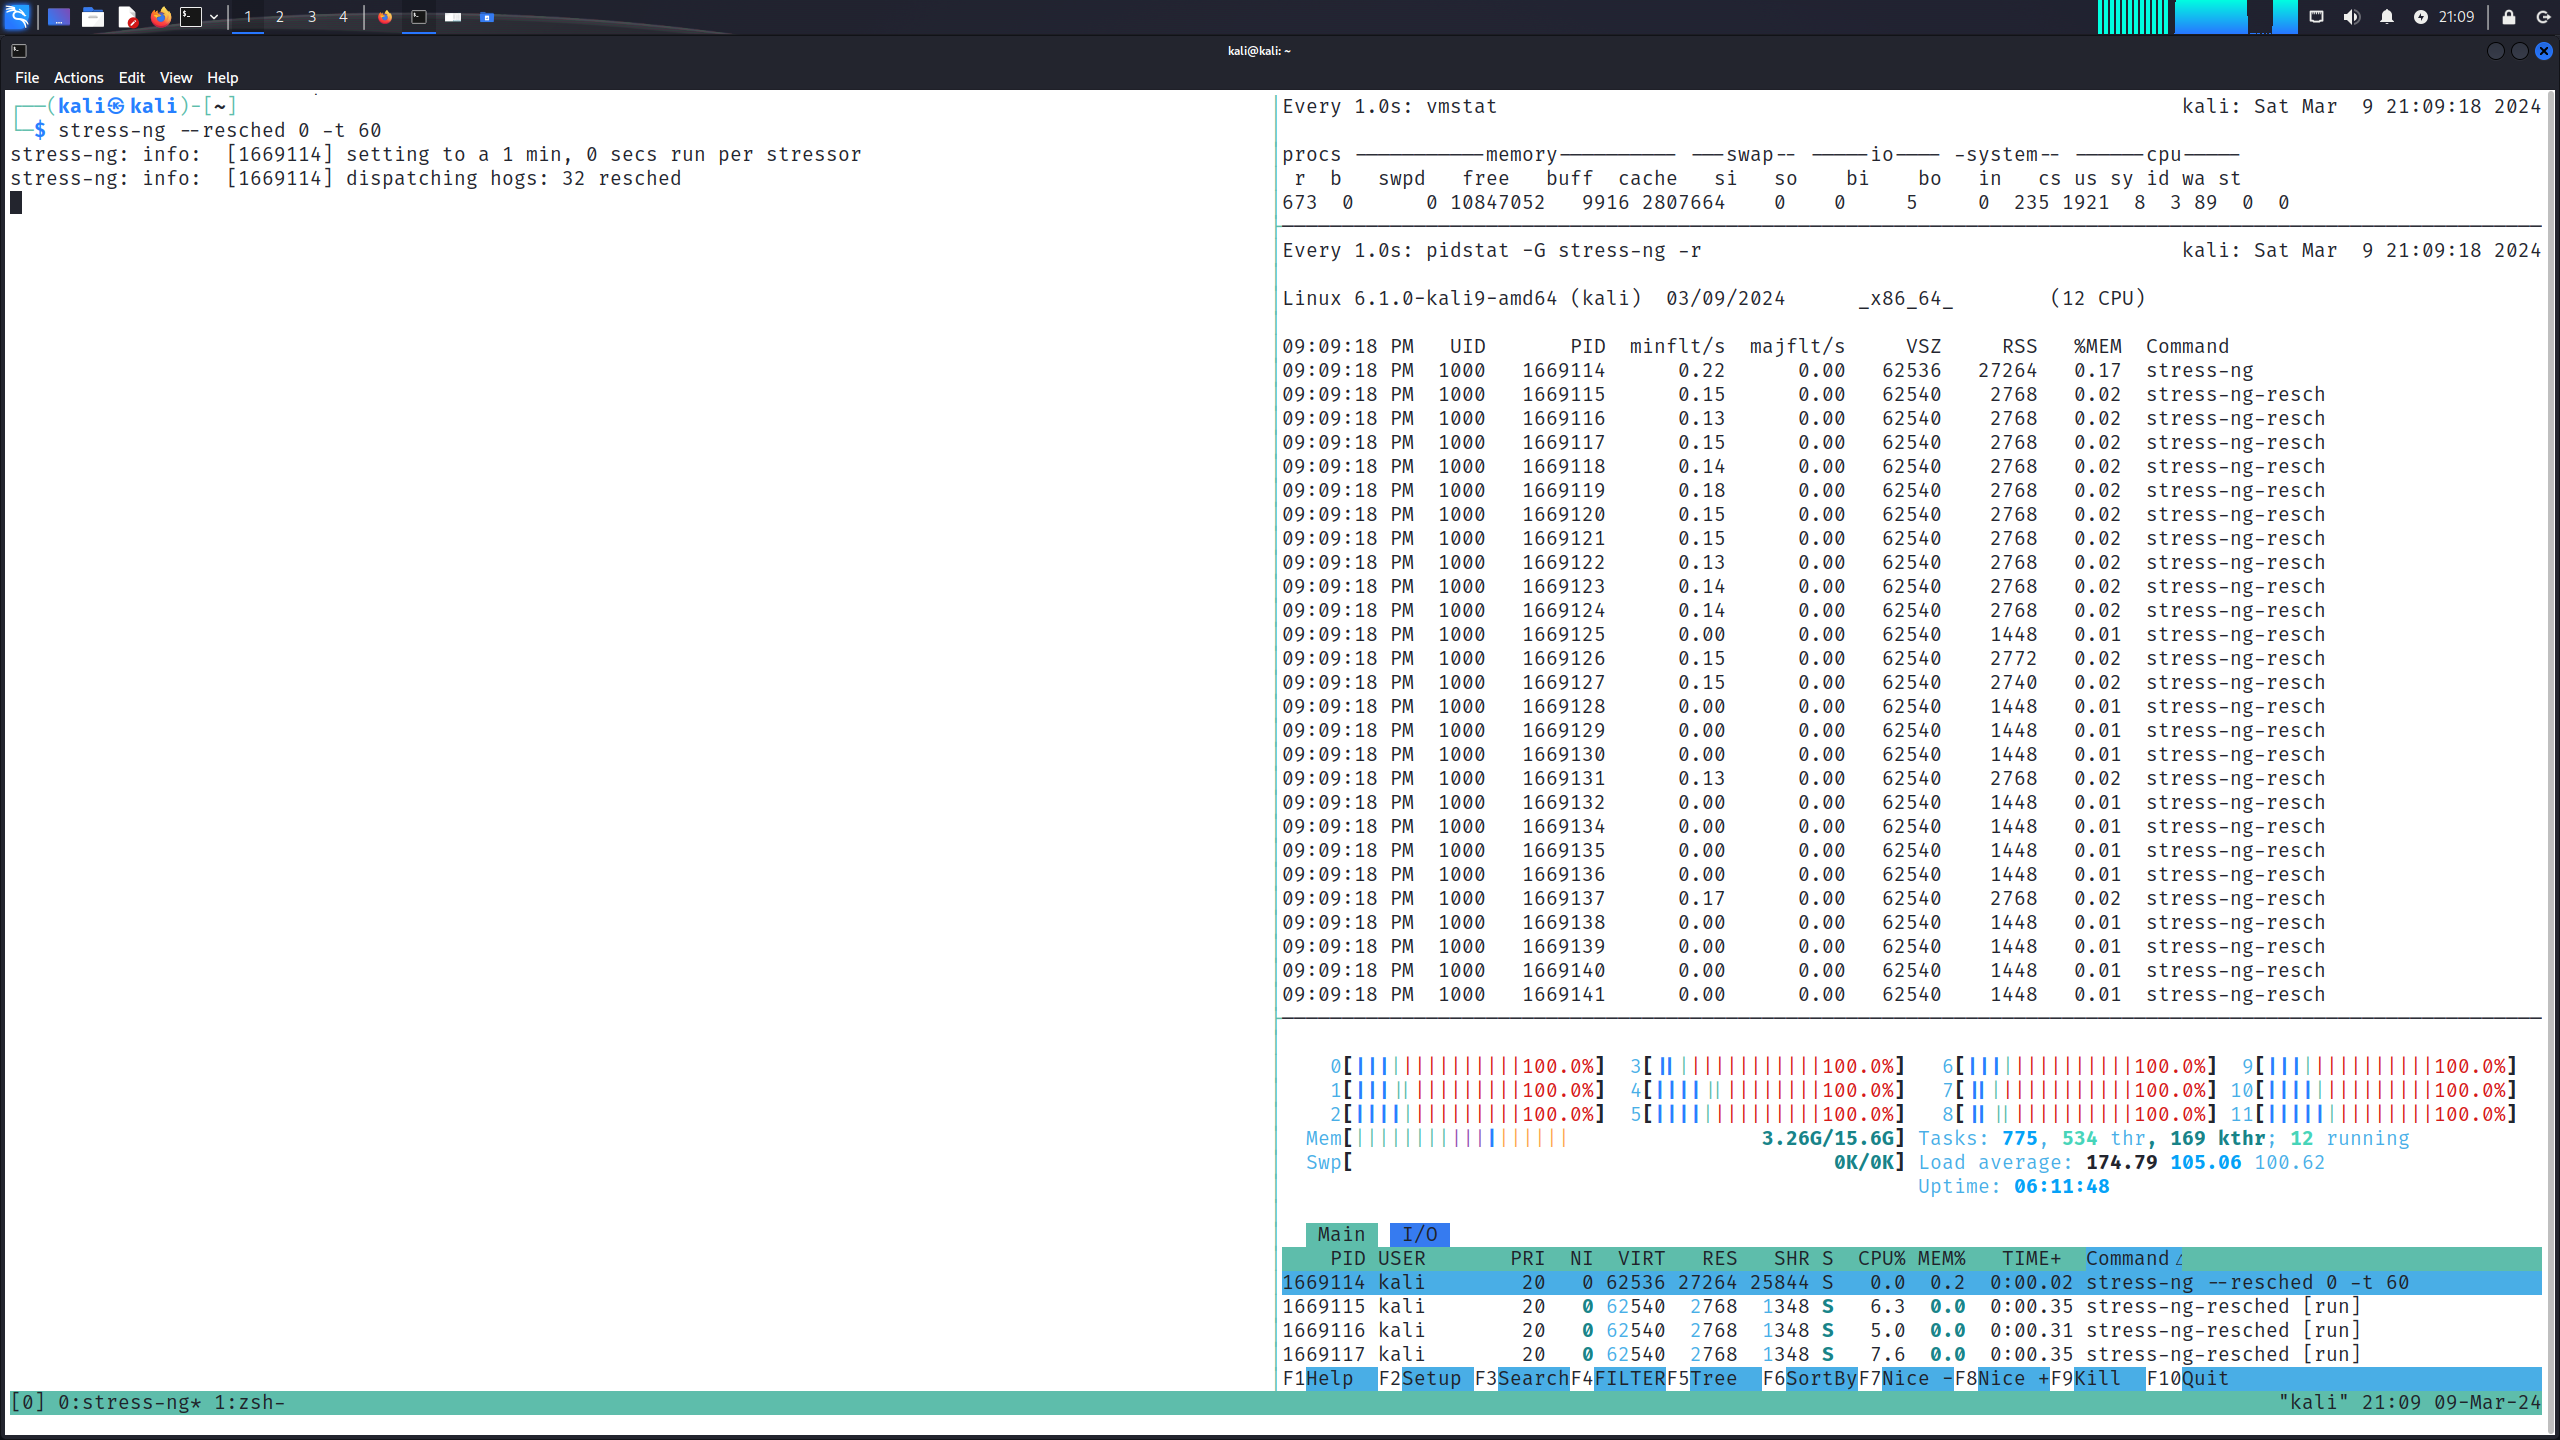 1 2 3 4 21:09
kali@kali: ~
File Actions Edit View Help
┌──(kali㉿kali)-[~]
└─$ stress-ng --resched 0 -t 60
stress-ng: info:  [1669114] setting to a 1 min, 0 secs run per stressor
stress-ng: info:  [1669114] dispatching hogs: 32 resched
Every 1.0s: vmstat kali: Sat Mar  9 21:09:18 2024
procs -----------memory---------- ---swap-- -----io---- -system-- ------cpu-----
r  b   swpd   free   buff  cache   si   so    bi    bo   in   cs us sy id wa st
673  0      0 10847052   9916 2807664    0    0     5     0  235 1921  8  3 89  0  0
Every 1.0s: pidstat -G stress-ng -r kali: Sat Mar  9 21:09:18 2024
Linux 6.1.0-kali9-amd64 (kali)  03/09/2024      _x86_64_        (12 CPU)
09:09:18 PM   UID       PID  minflt/s  majflt/s     VSZ     RSS   %MEM  Command
09:09:18 PM  1000   1669114      0.22      0.00   62536   27264   0.17  stress-ng
09:09:18 PM  1000   1669115      0.15      0.00   62540    2768   0.02  stress-ng-resch
09:09:18 PM  1000   1669116      0.13      0.00   62540    2768   0.02  stress-ng-resch
09:09:18 PM  1000   1669117      0.15      0.00   62540    2768   0.02  stress-ng-resch
09:09:18 PM  1000   1669118      0.14      0.00   62540    2768   0.02  stress-ng-resch
09:09:18 PM  1000   1669119      0.18      0.00   62540    2768   0.02  stress-ng-resch
09:09:18 PM  1000   1669120      0.15      0.00   62540    2768   0.02  stress-ng-resch
09:09:18 PM  1000   1669121      0.15      0.00   62540    2768   0.02  stress-ng-resch
09:09:18 PM  1000   1669122      0.13      0.00   62540    2768   0.02  stress-ng-resch
09:09:18 PM  1000   1669123      0.14      0.00   62540    2768   0.02  stress-ng-resch
09:09:18 PM  1000   1669124      0.14      0.00   62540    2768   0.02  stress-ng-resch
09:09:18 PM  1000   1669125      0.00      0.00   62540    1448   0.01  stress-ng-resch
09:09:18 PM  1000   1669126      0.15      0.00   62540    2772   0.02  stress-ng-resch
09:09:18 PM  1000   1669127      0.15      0.00   62540    2740   0.02  stress-ng-resch
09:09:18 PM  1000   1669128      0.00      0.00   62540    1448   0.01  stress-ng-resch
09:09:18 PM  1000   1669129      0.00      0.00   62540    1448   0.01  stress-ng-resch
09:09:18 PM  1000   1669130      0.00      0.00   62540    1448   0.01  stress-ng-resch
09:09:18 PM  1000   1669131      0.13      0.00   62540    2768   0.02  stress-ng-resch
09:09:18 PM  1000   1669132      0.00      0.00   62540    1448   0.01  stress-ng-resch
09:09:18 PM  1000   1669134      0.00      0.00   62540    1448   0.01  stress-ng-resch
09:09:18 PM  1000   1669135      0.00      0.00   62540    1448   0.01  stress-ng-resch
09:09:18 PM  1000   1669136      0.00      0.00   62540    1448   0.01  stress-ng-resch
09:09:18 PM  1000   1669137      0.17      0.00   62540    2768   0.02  stress-ng-resch
09:09:18 PM  1000   1669138      0.00      0.00   62540    1448   0.01  stress-ng-resch
09:09:18 PM  1000   1669139      0.00      0.00   62540    1448   0.01  stress-ng-resch
09:09:18 PM  1000   1669140      0.00      0.00   62540    1448   0.01  stress-ng-resch
09:09:18 PM  1000   1669141      0.00      0.00   62540    1448   0.01  stress-ng-resch
0[||||||||||||||100.0%] 3[|||||||||||||100.0%] 6[||||||||||||||100.0%] 9[||||||||||||||100.0%]
1[||||||||||||||100.0%] 4[||||||||||||||100.0%] 7[|||||||||||||100.0%] 10[||||||||||||||100.0%]
2[||||||||||||||100.0%] 5[||||||||||||||100.0%] 8[|||||||||||||100.0%] 11[||||||||||||||100.0%]
Mem[||||||||||||||||||3.26G/15.6G] Tasks: 775, 534 thr, 169 kthr; 12 running
Swp[ 0K/0K] Load average: 174.79 105.06 100.62
Uptime: 06:11:48
Main I/O
PID USER       PRI  NI  VIRT   RES   SHR S  CPU% MEM%   TIME+  Command△
1669114 kali        20   0 62536 27264 25844 S   0.0  0.2  0:00.02 stress-ng --resched 0 -t 60
1669115 kali        20   0 62540  2768  1348 S   6.3  0.0  0:00.35 stress-ng-resched [run]
1669116 kali        20   0 62540  2768  1348 S   5.0  0.0  0:00.31 stress-ng-resched [run]
1669117 kali        20   0 62540  2768  1348 S   7.6  0.0  0:00.35 stress-ng-resched [run]
F1Help  F2Setup F3SearchF4FILTERF5Tree  F6SortByF7Nice -F8Nice +F9Kill  F10Quit
[0] 0:stress-ng* 1:zsh- "kali" 21:09 09-Mar-24